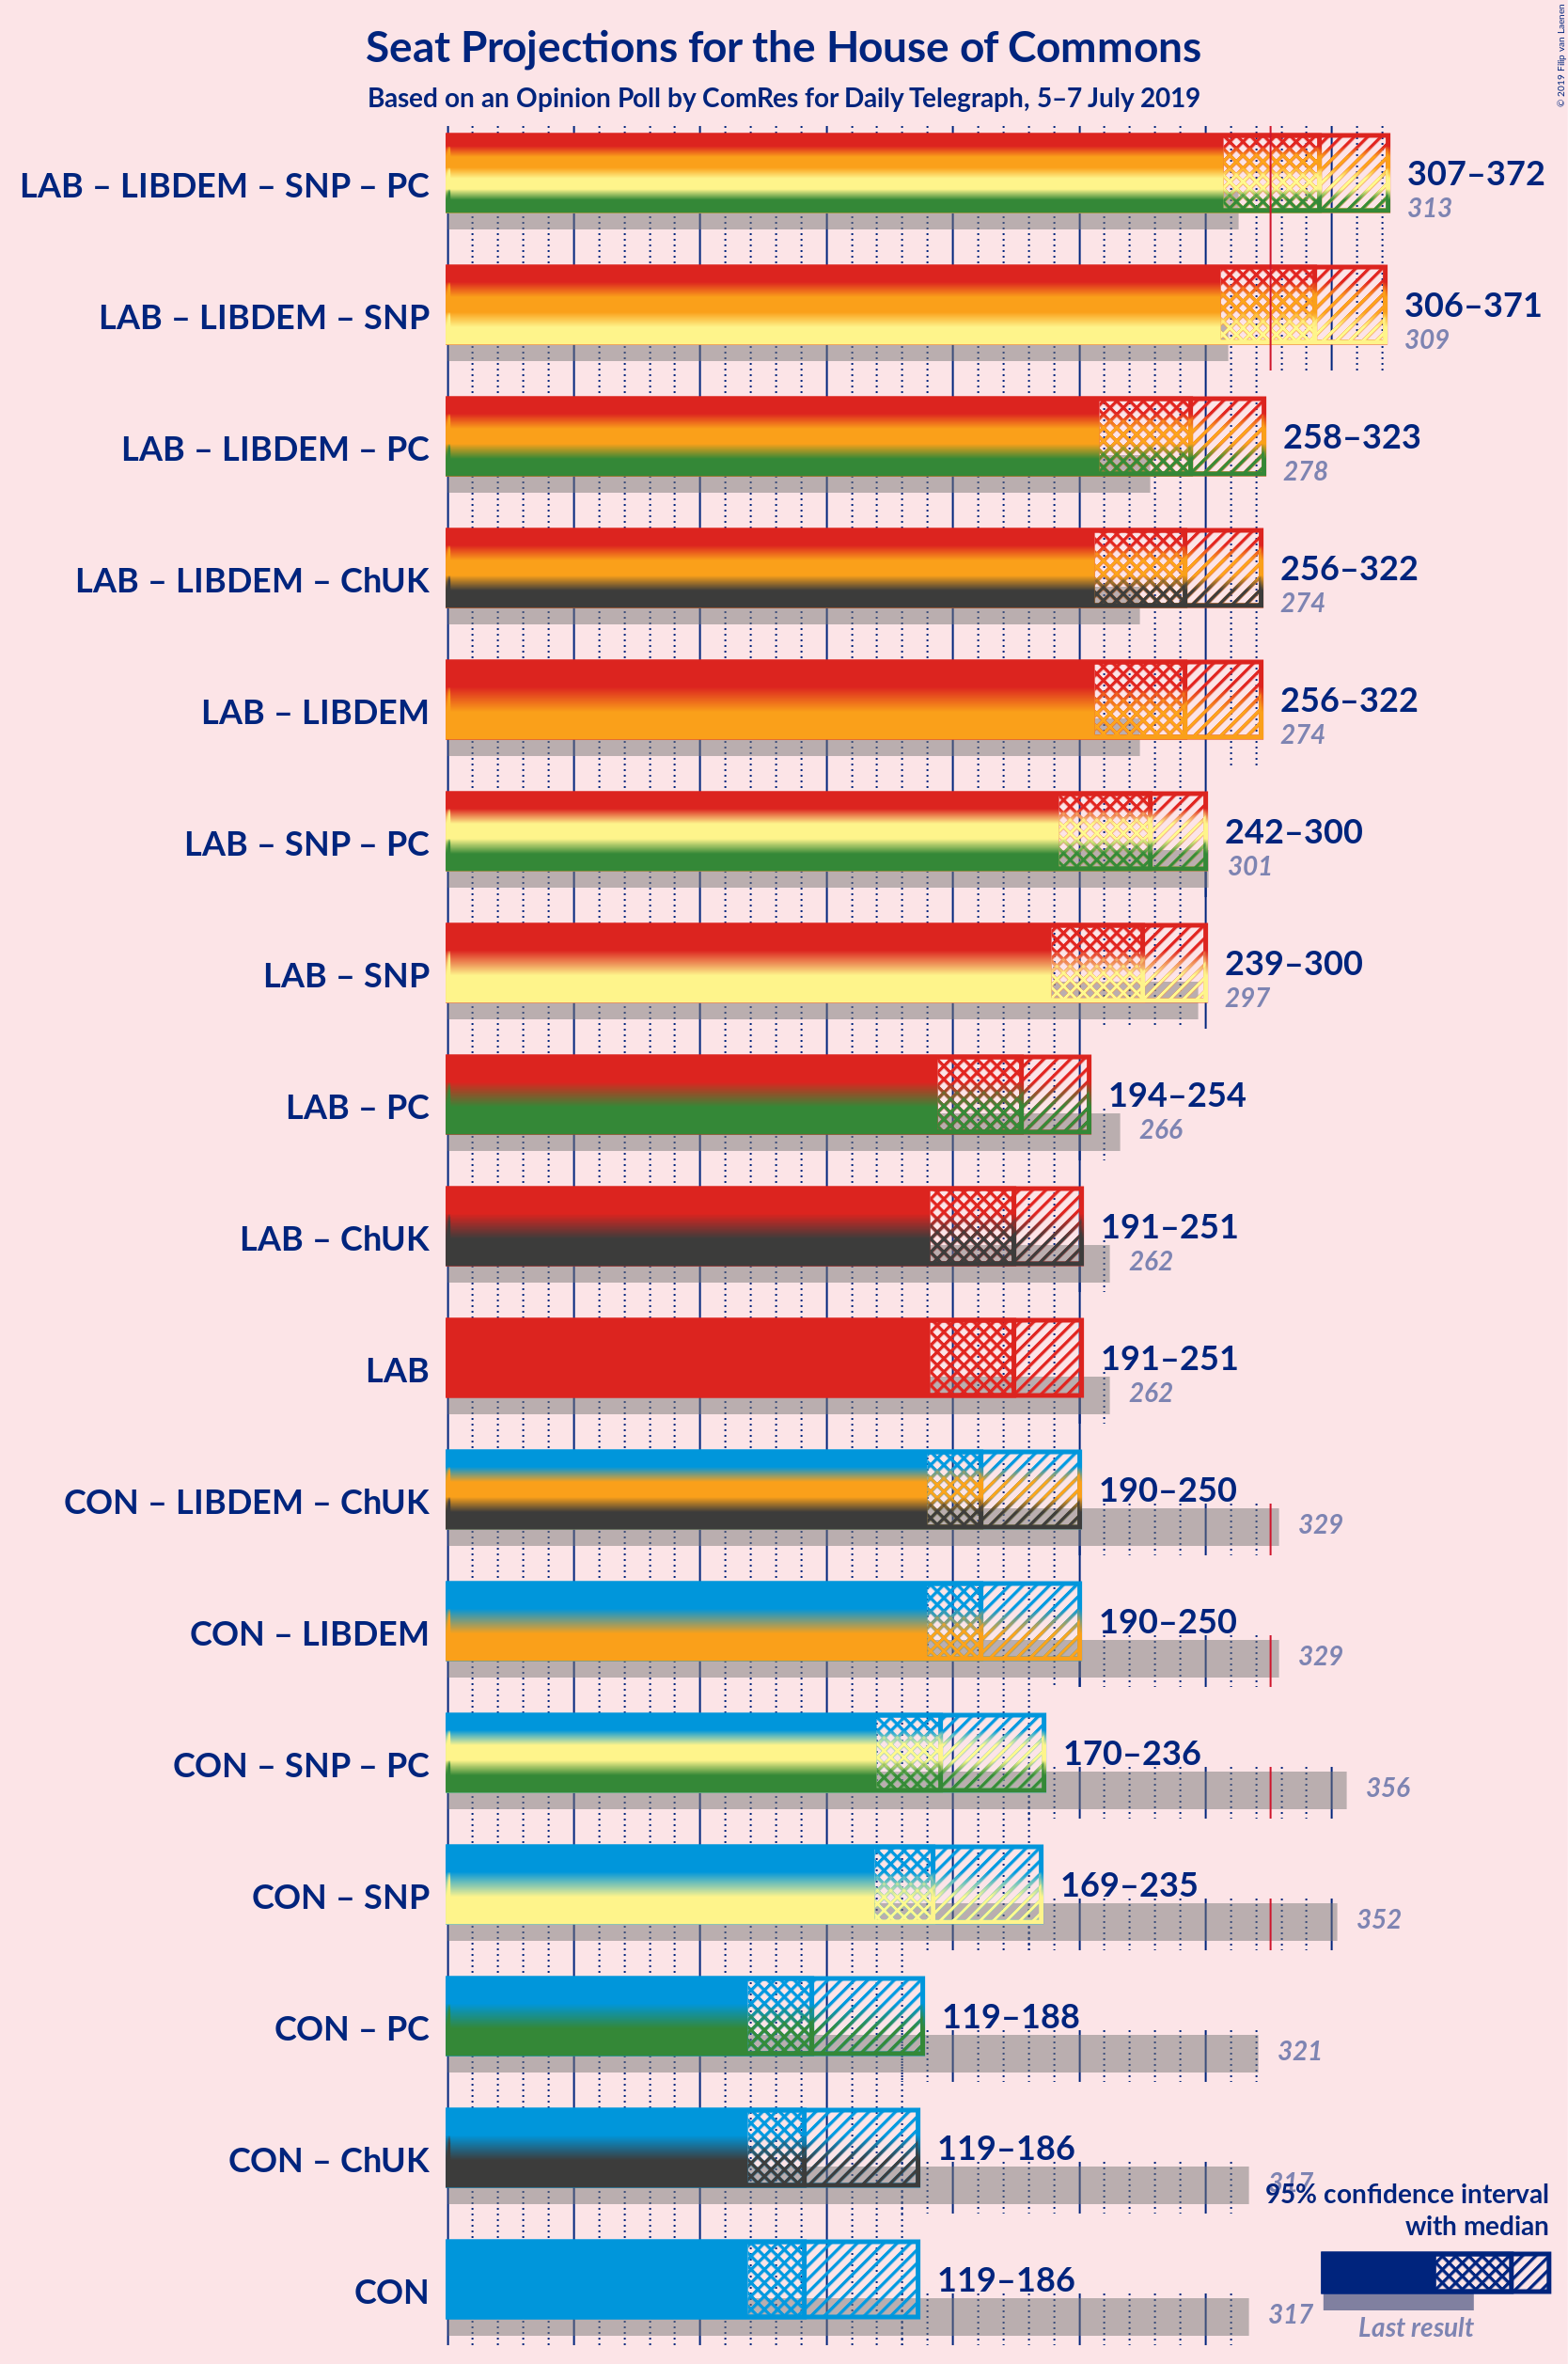 © 2019 Filip van Laenen
Seat Projections for the House of Commons
Based on an Opinion Poll by ComRes for Daily Telegraph, 5–7 July 2019
LAB – LIBDEM – SNP – PC
307–372
313
LAB – LIBDEM – SNP
306–371
309
LAB – LIBDEM – PC
258–323
278
LAB – LIBDEM – ChUK
256–322
274
LAB – LIBDEM
256–322
274
LAB – SNP – PC
242–300
301
LAB – SNP
239–300
297
LAB – PC
194–254
266
LAB – ChUK
191–251
262
LAB
191–251
262
CON – LIBDEM – ChUK
190–250
329
CON – LIBDEM
190–250
329
CON – SNP – PC
170–236
356
CON – SNP
169–235
352
CON – PC
119–188
321
CON – ChUK
119–186
317
CON
119–186
317
95% confidence interval
with median
Last result